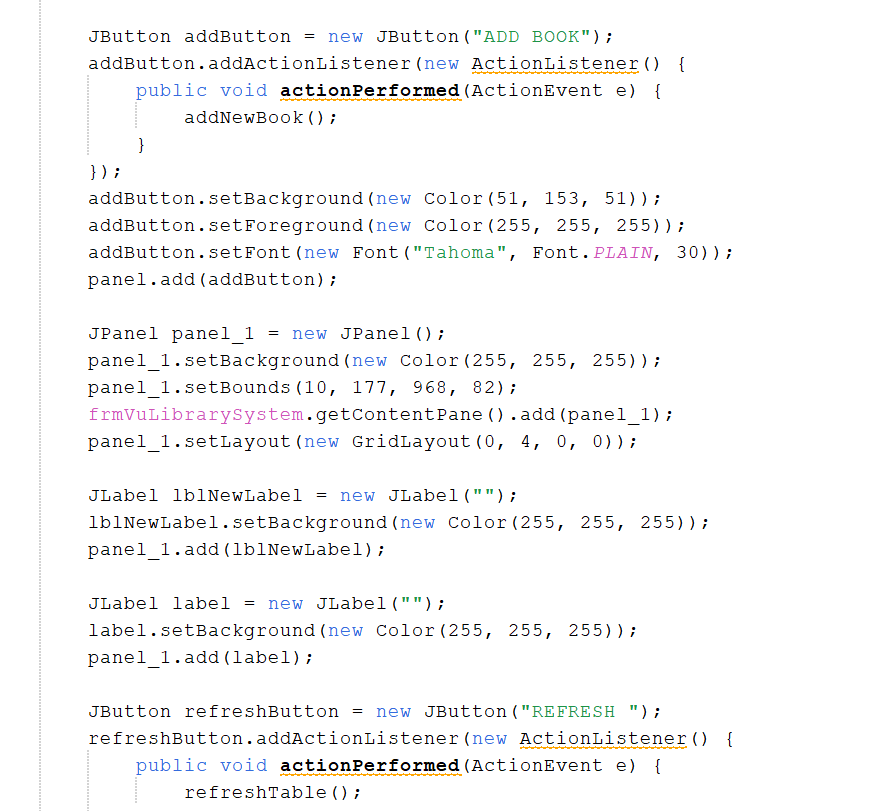 JButton addButton = new JButton("ADD BOOK");
addButton.addActionListener(new ActionListener() {
    public void actionPerformed(ActionEvent e) {
        addNewBook();
    }
});
addButton.setBackground(new Color(51, 153, 51));
addButton.setForeground(new Color(255, 255, 255));
addButton.setFont(new Font("Tahoma", Font.PLAIN, 30));
panel.add(addButton);

JPanel panel_1 = new JPanel();
panel_1.setBackground(new Color(255, 255, 255));
panel_1.setBounds(10, 177, 968, 82);
frmVuLibrarySystem.getContentPane().add(panel_1);
panel_1.setLayout(new GridLayout(0, 4, 0, 0));

JLabel lblNewLabel = new JLabel("");
lblNewLabel.setBackground(new Color(255, 255, 255));
panel_1.add(lblNewLabel);

JLabel label = new JLabel("");
label.setBackground(new Color(255, 255, 255));
panel_1.add(label);

JButton refreshButton = new JButton("REFRESH ");
refreshButton.addActionListener(new ActionListener() {
    public void actionPerformed(ActionEvent e) {
        refreshTable();